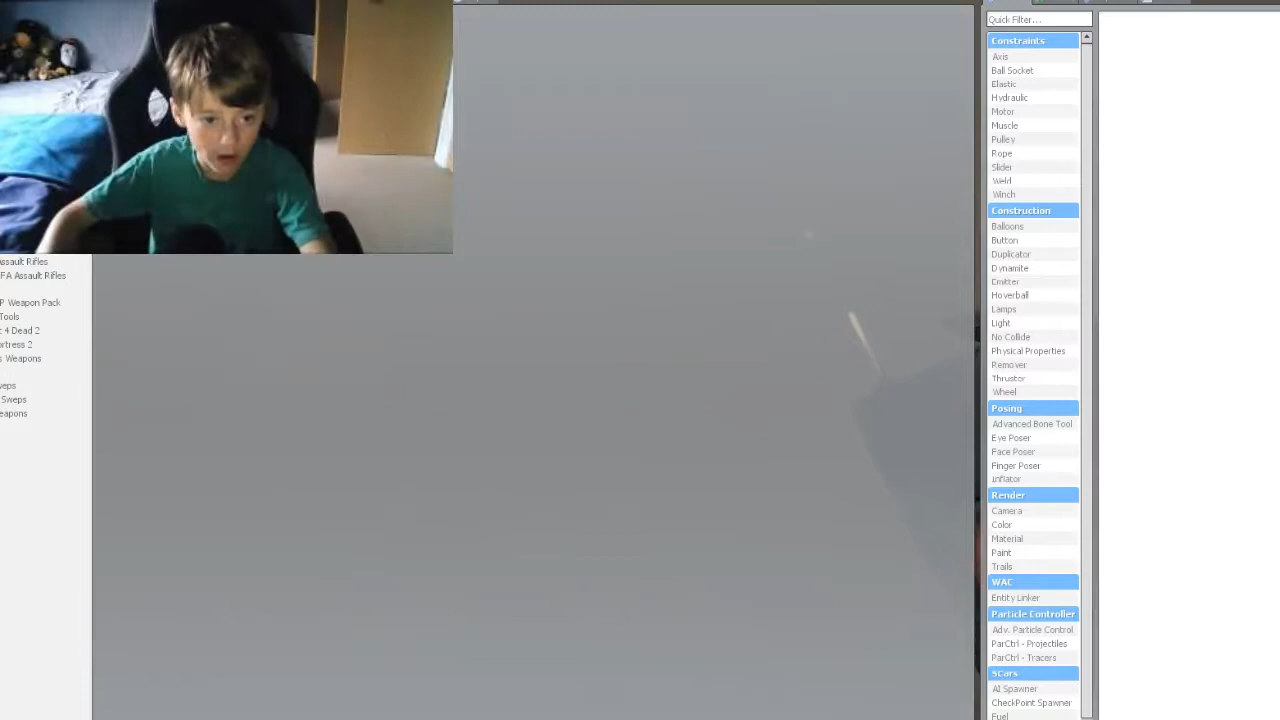 ssault Rifles
FA Assault Rifles
P Weapon Pack
Tools
4 Dead 2
ortress 2
Weapons
eps
Sweps
eapons
Quick Filter...
Constraints
Axis
Ball Socket
Elastic
Hydraulic
Motor
Muscle
Pulley
Rope
Slider
Weld
Winch
Construction
Balloons
Button
Duplicator
Dynamite
Emitter
Hoverball
Lamps
Light
No Collide
Physical Properties
Remover
Thruster
Wheel
Posing
Advanced Bone Tool
Eye Poser
Face Poser
Finger Poser
Inflator
Render
Camera
Color
Material
Paint
Trails
WAC
Entity Linker
Particle Controller
Adv. Particle Control
ParCtrl - Projectiles
ParCtrl - Tracers
SCars
AI Spawner
CheckPoint Spawner
Fuel